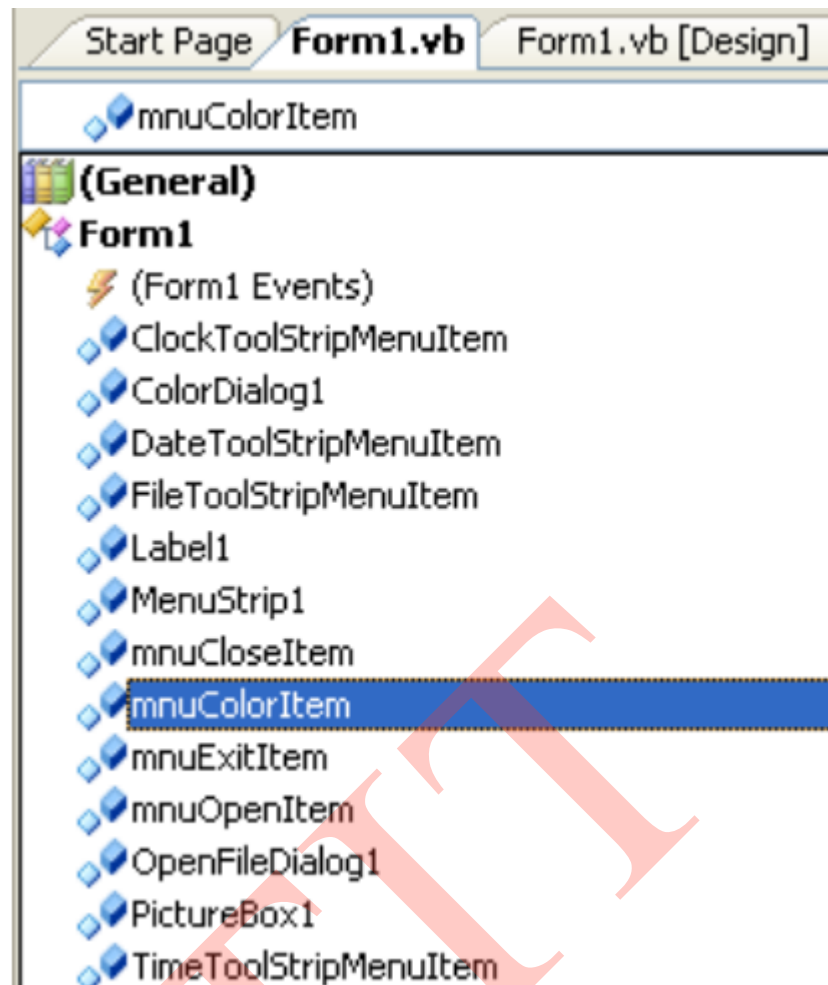 Start Page Form1.vb Form1.vb [Design]
mnuColorItem
(General)
Form1
(Form1 Events)
ClockToolStripMenuItem
ColorDialog1
DateToolStripMenuItem
FileToolStripMenuItem
Label1
MenuStrip1
mnuCloseItem
mnuColorItem
mnuExitItem
mnuOpenItem
OpenFileDialog1
PictureBox1
TimeToolStripMenuItem